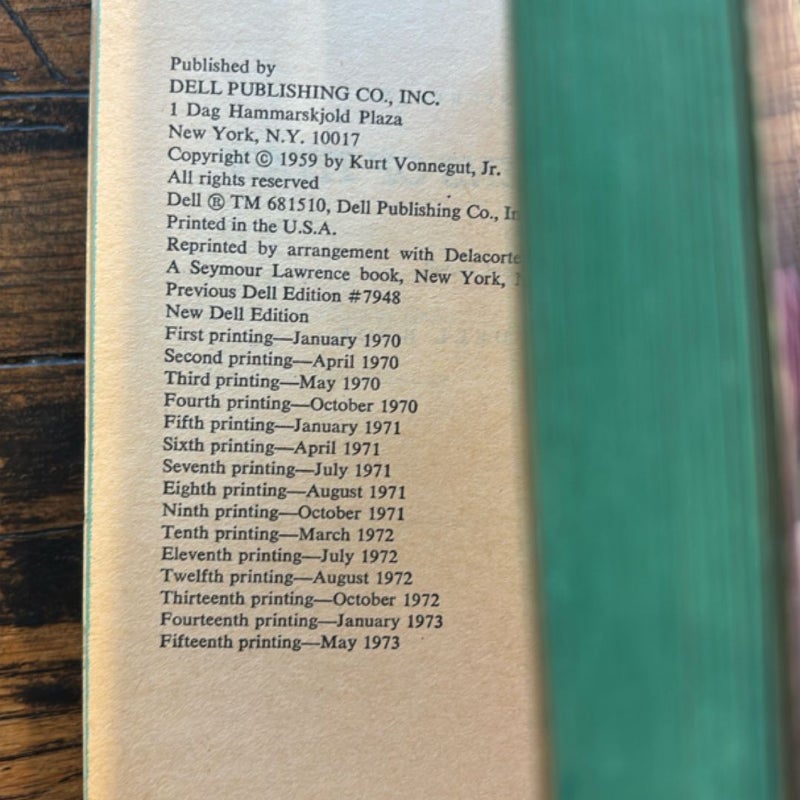 Published by
DELL PUBLISHING CO., INC.
1 Dag Hammarskjold Plaza
New York, N.Y. 10017
Copyright © 1959 by Kurt Vonnegut, Jr.
All rights reserved
Dell ® TM 681510, Dell Publishing Co.,
Printed in the U.S.A.
Reprinted by arrangement with Delacorte
A Seymour Lawrence book, New York,
Previous Dell Edition #7948
New Dell Edition
First printing—January 1970
Second printing—April 1970
Third printing—May 1970
Fourth printing—October 1970
Fifth printing—January 1971
Sixth printing—April 1971
Seventh printing—July 1971
Eighth printing—August 1971
Ninth printing—October 1971
Tenth printing—March 1972
Eleventh printing—July 1972
Twelfth printing—August 1972
Thirteenth printing—October 1972
Fourteenth printing—January 1973
Fifteenth printing—May 1973